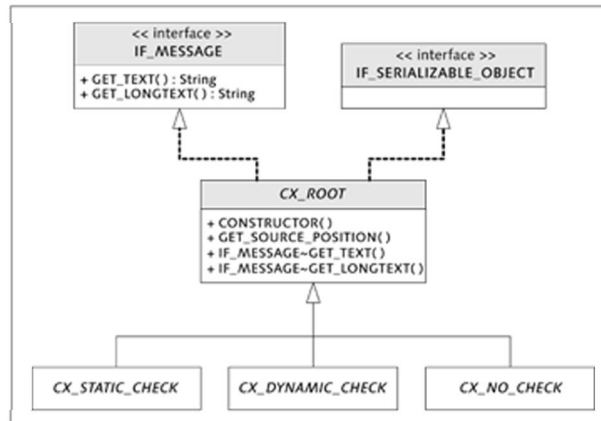 << interface >>
IF_MESSAGE
+ GET_TEXT() : String
+ GET_LONGTEXT() : String
<< interface >>
IF_SERIALIZABLE_OBJECT
CX_ROOT
+ CONSTRUCTOR()
+ GET_SOURCE_POSITION()
+ IF_MESSAGE~GET_TEXT()
+ IF_MESSAGE~GET_LONGTEXT()
CX_STATIC_CHECK
CX_DYNAMIC_CHECK
CX_NO_CHECK